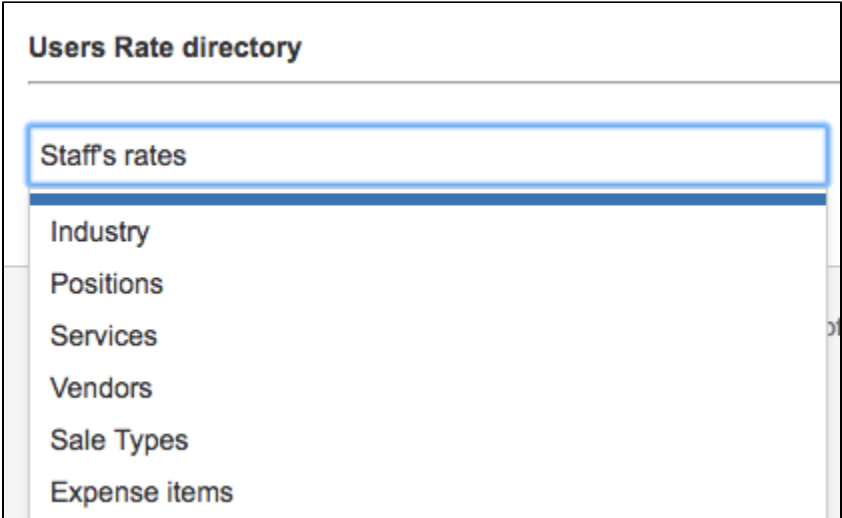 Users Rate directory
Staff's rates
Industry
Positions
Services
Vendors
Sale Types
Expense items